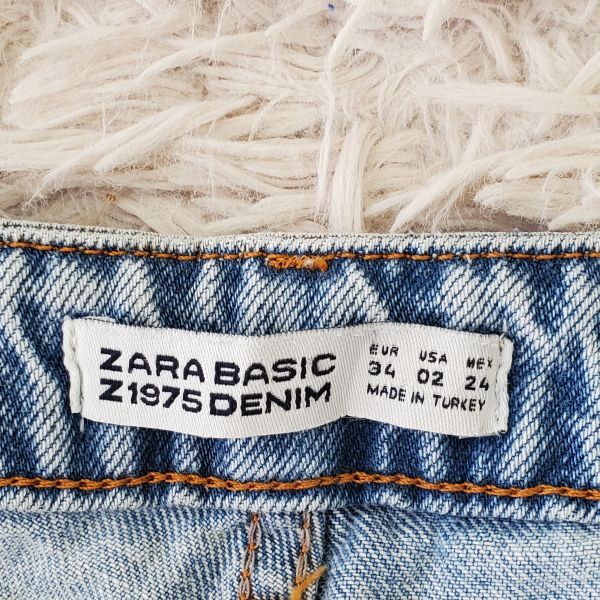 ZARA BASIC
Z1975 DENIM
EUR USA MEX
34 02 24
MADE IN TURKEY